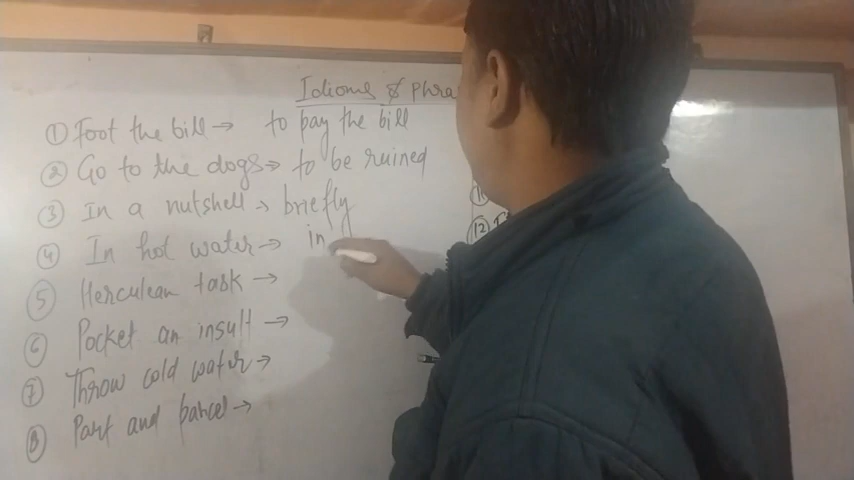 Idioms & Phra
① Foot the bill → to pay the bill
② Go to the dogs → to be ruined
③ In a nutshell → briefly
④ In hot water → in
⑤ Herculean task →
⑥ Pocket an insult →
⑦ Throw cold water →
⑧ Part and parcel →
⑫